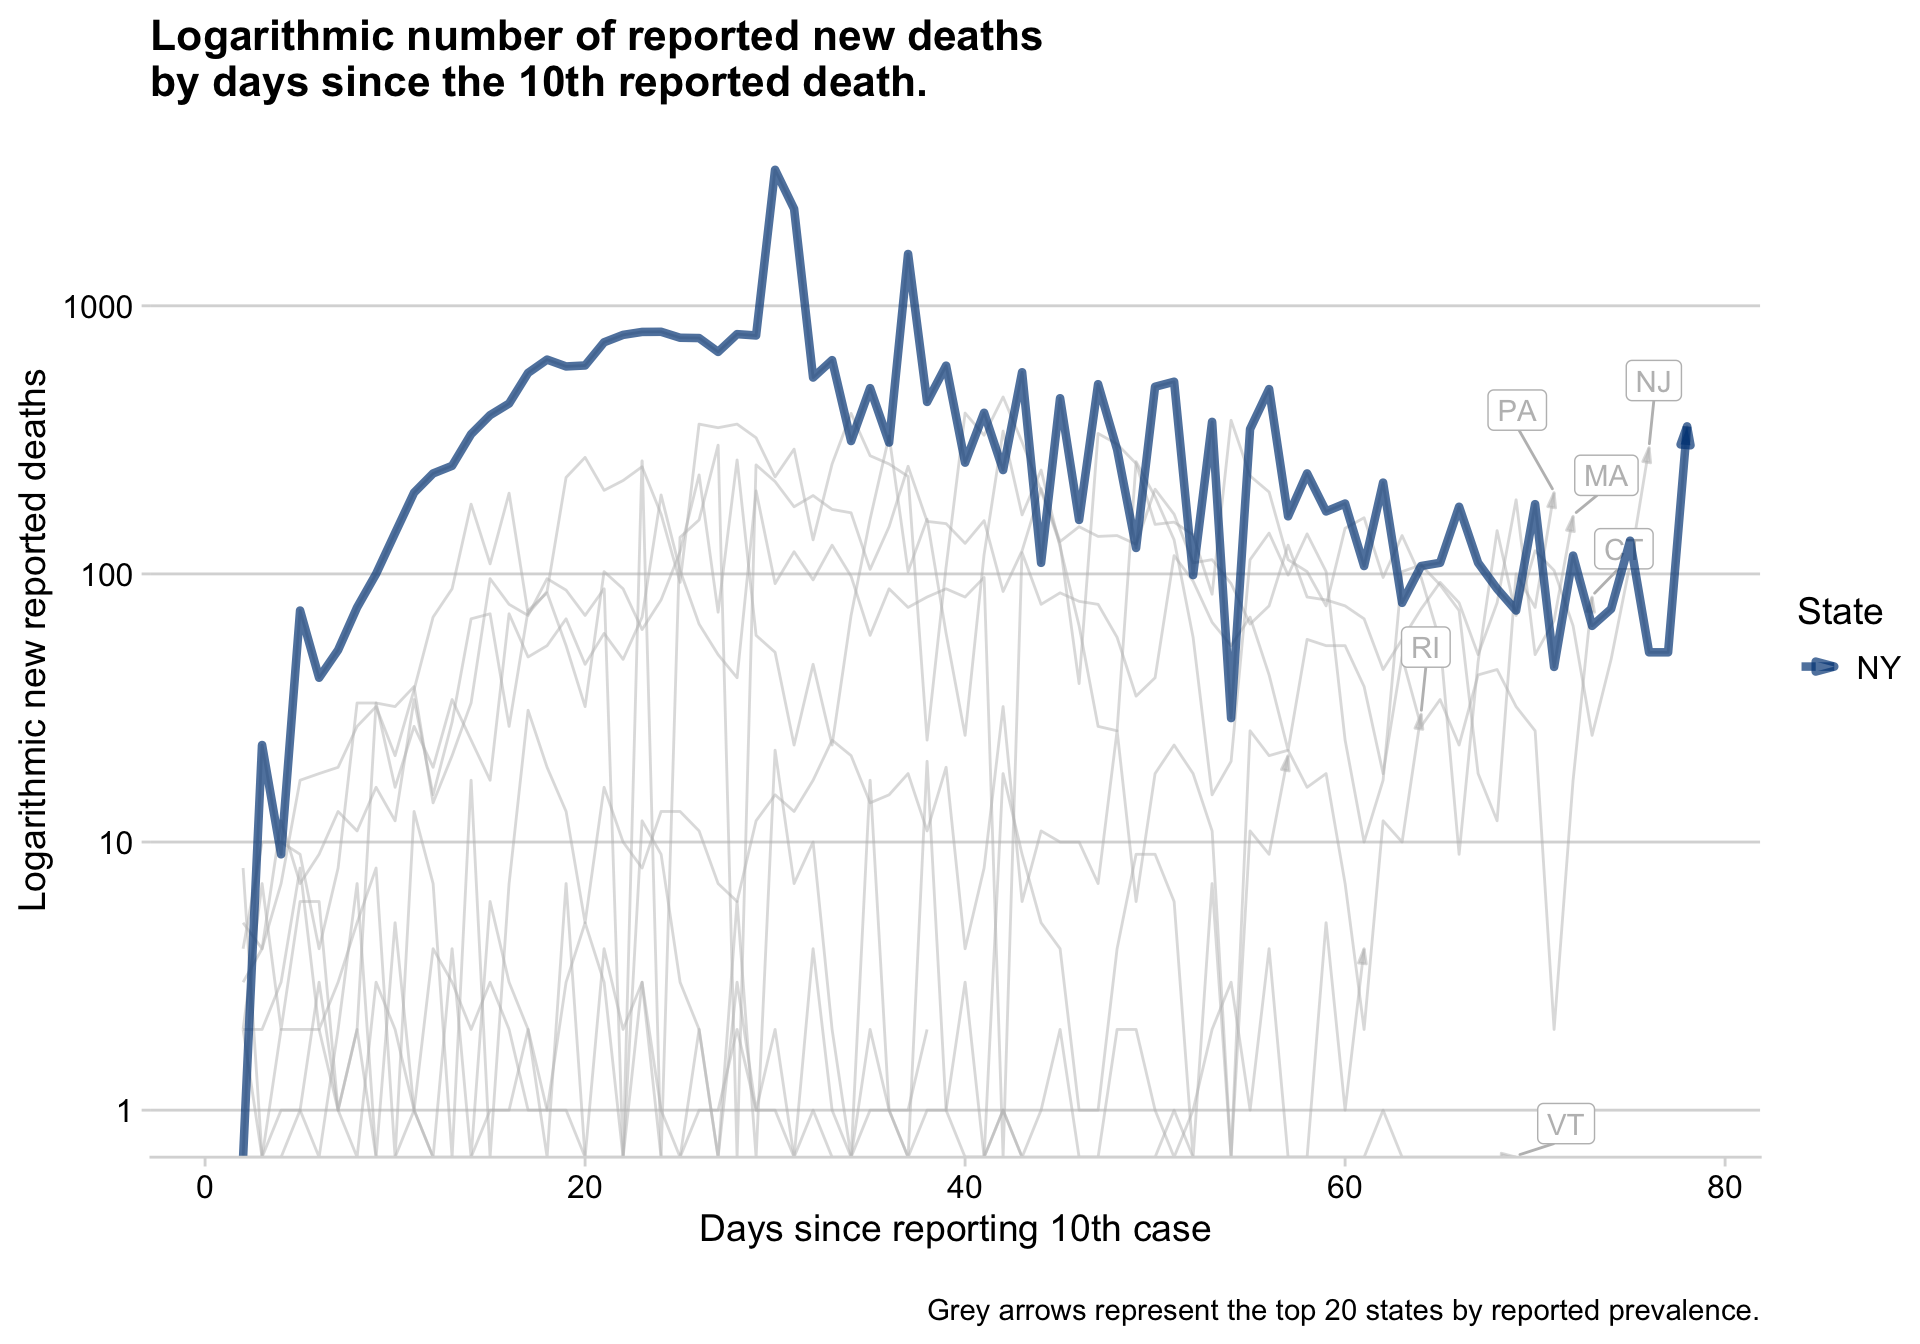 Logarithmic number of reported new deaths
by days since the 10th reported death.
Logarithmic new reported deaths
1000
100
10
1
PA
NJ
MA
CT
RI
VT
State
NY
0
20
40
60
80
Days since reporting 10th case
Grey arrows represent the top 20 states by reported prevalence.